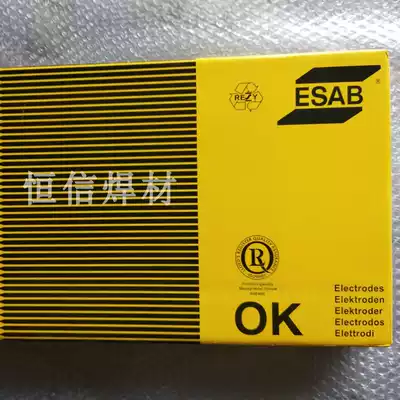 REZY
ESAB
®
恒信焊材
R
OK
Electrodes
Elektroden
Elektroder
Electrodos
Elettrodi